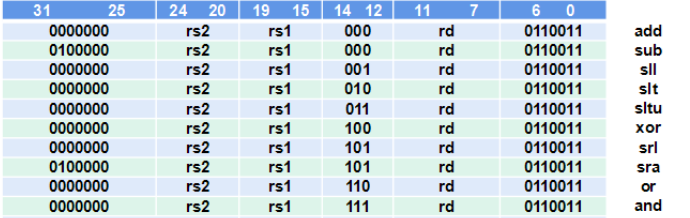 31 25 24 20 19 15 14 12 11 7 6 0
0000000 rs2 rs1 000 rd 0110011 add
0100000 rs2 rs1 000 rd 0110011 sub
0000000 rs2 rs1 001 rd 0110011 sll
0000000 rs2 rs1 010 rd 0110011 slt
0000000 rs2 rs1 011 rd 0110011 sltu
0000000 rs2 rs1 100 rd 0110011 xor
0000000 rs2 rs1 101 rd 0110011 srl
0100000 rs2 rs1 101 rd 0110011 sra
0000000 rs2 rs1 110 rd 0110011 or
0000000 rs2 rs1 111 rd 0110011 and